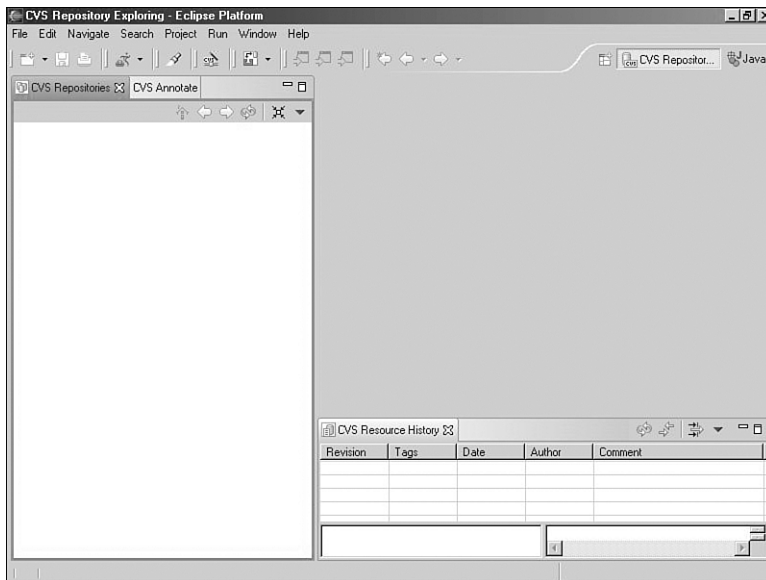 CVS Repository Exploring - Eclipse Platform
File Edit Navigate Search Project Run Window Help
CVS Repositor... Java
CVS Repositories CVS Annotate
CVS Resource History
Revision Tags Date Author Comment